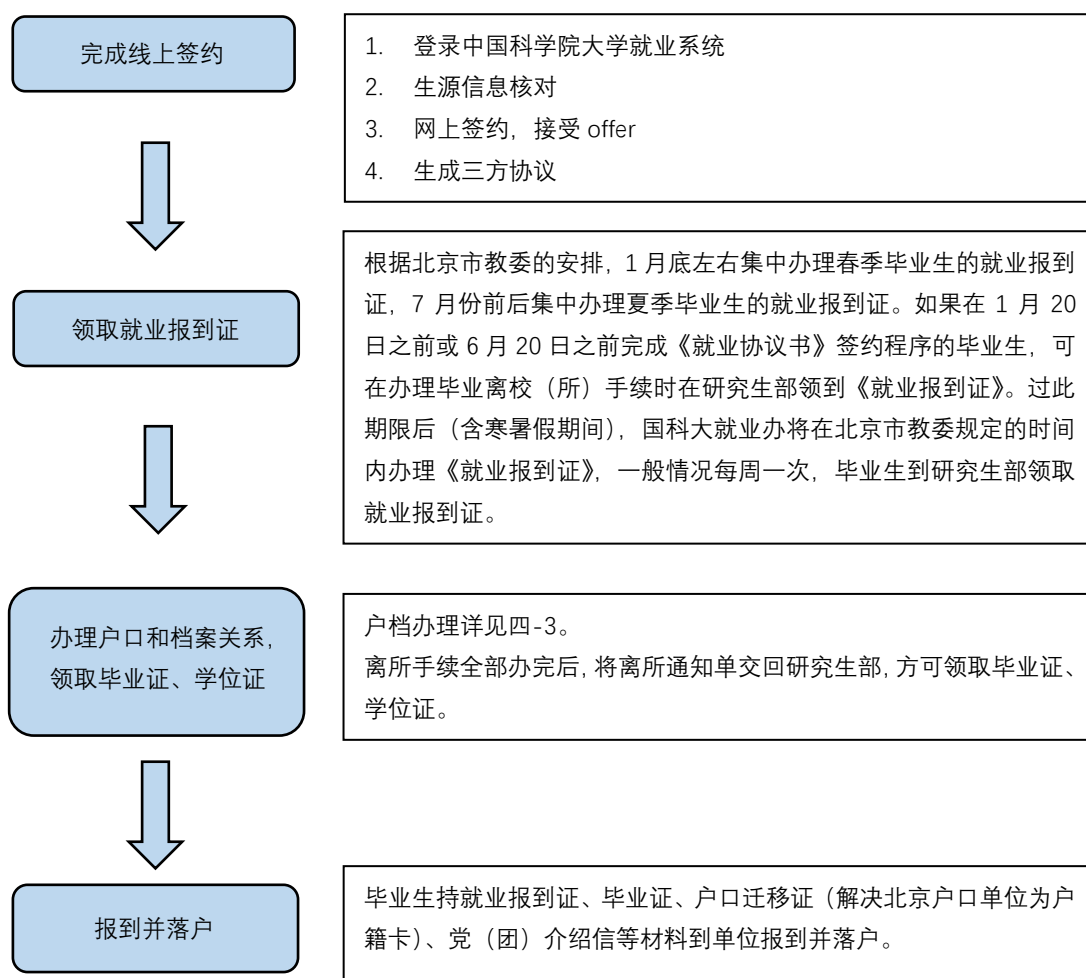 完成线上签约
1. 登录中国科学院大学就业系统
2. 生源信息核对
3. 网上签约，接受 offer
4. 生成三方协议
领取就业报到证
根据北京市教委的安排，1 月底左右集中办理春季毕业生的就业报到
证，7 月份前后集中办理夏季毕业生的就业报到证。如果在 1 月 20
日之前或 6 月 20 日之前完成《就业协议书》签约程序的毕业生，可
在办理毕业离校（所）手续时在研究生部领到《就业报到证》。过此
期限后（含寒暑假期间），国科大就业办将在北京市教委规定的时间
内办理《就业报到证》，一般情况每周一次，毕业生到研究生部领取
就业报到证。
办理户口和档案关系，
领取毕业证、学位证
户档办理详见四-3。
离所手续全部办完后，将离所通知单交回研究生部，方可领取毕业证、
学位证。
报到并落户
毕业生持就业报到证、毕业证、户口迁移证（解决北京户口单位为户
籍卡）、党（团）介绍信等材料到单位报到并落户。